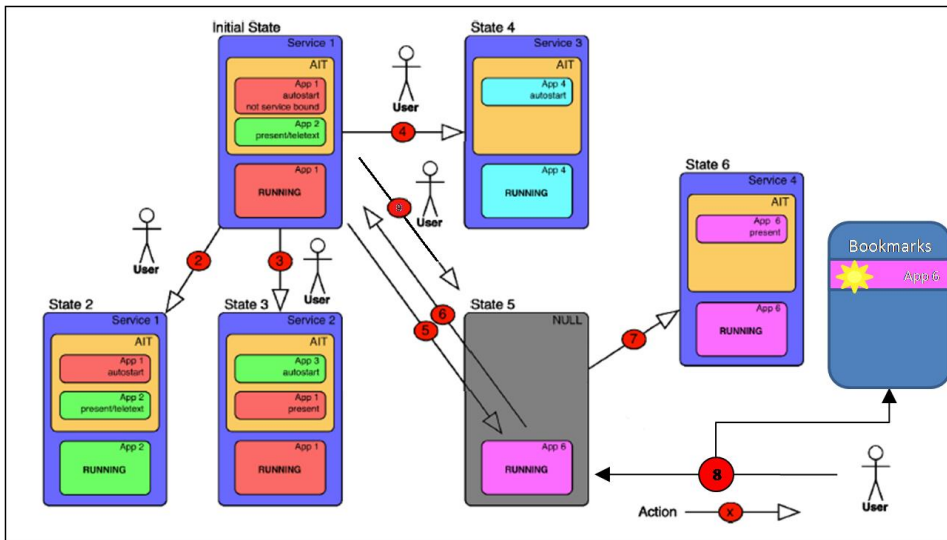 Initial State
Service 1
AIT
App 1
autostart
not service bound
App 2
present/teletext
App 1
RUNNING
User
4
State 4
Service 3
AIT
App 4
autostart
App 4
RUNNING
User
State 6
Service 4
AIT
App 6
present
App 6
RUNNING
Bookmarks
App 6
User
2
3
User
5
6
State 2
Service 1
AIT
App 1
autostart
App 2
present/teletext
App 2
RUNNING
State 3
Service 2
AIT
App 3
autostart
App 1
present
App 1
RUNNING
State 5
NULL
App 6
RUNNING
7
8
User
Action
x